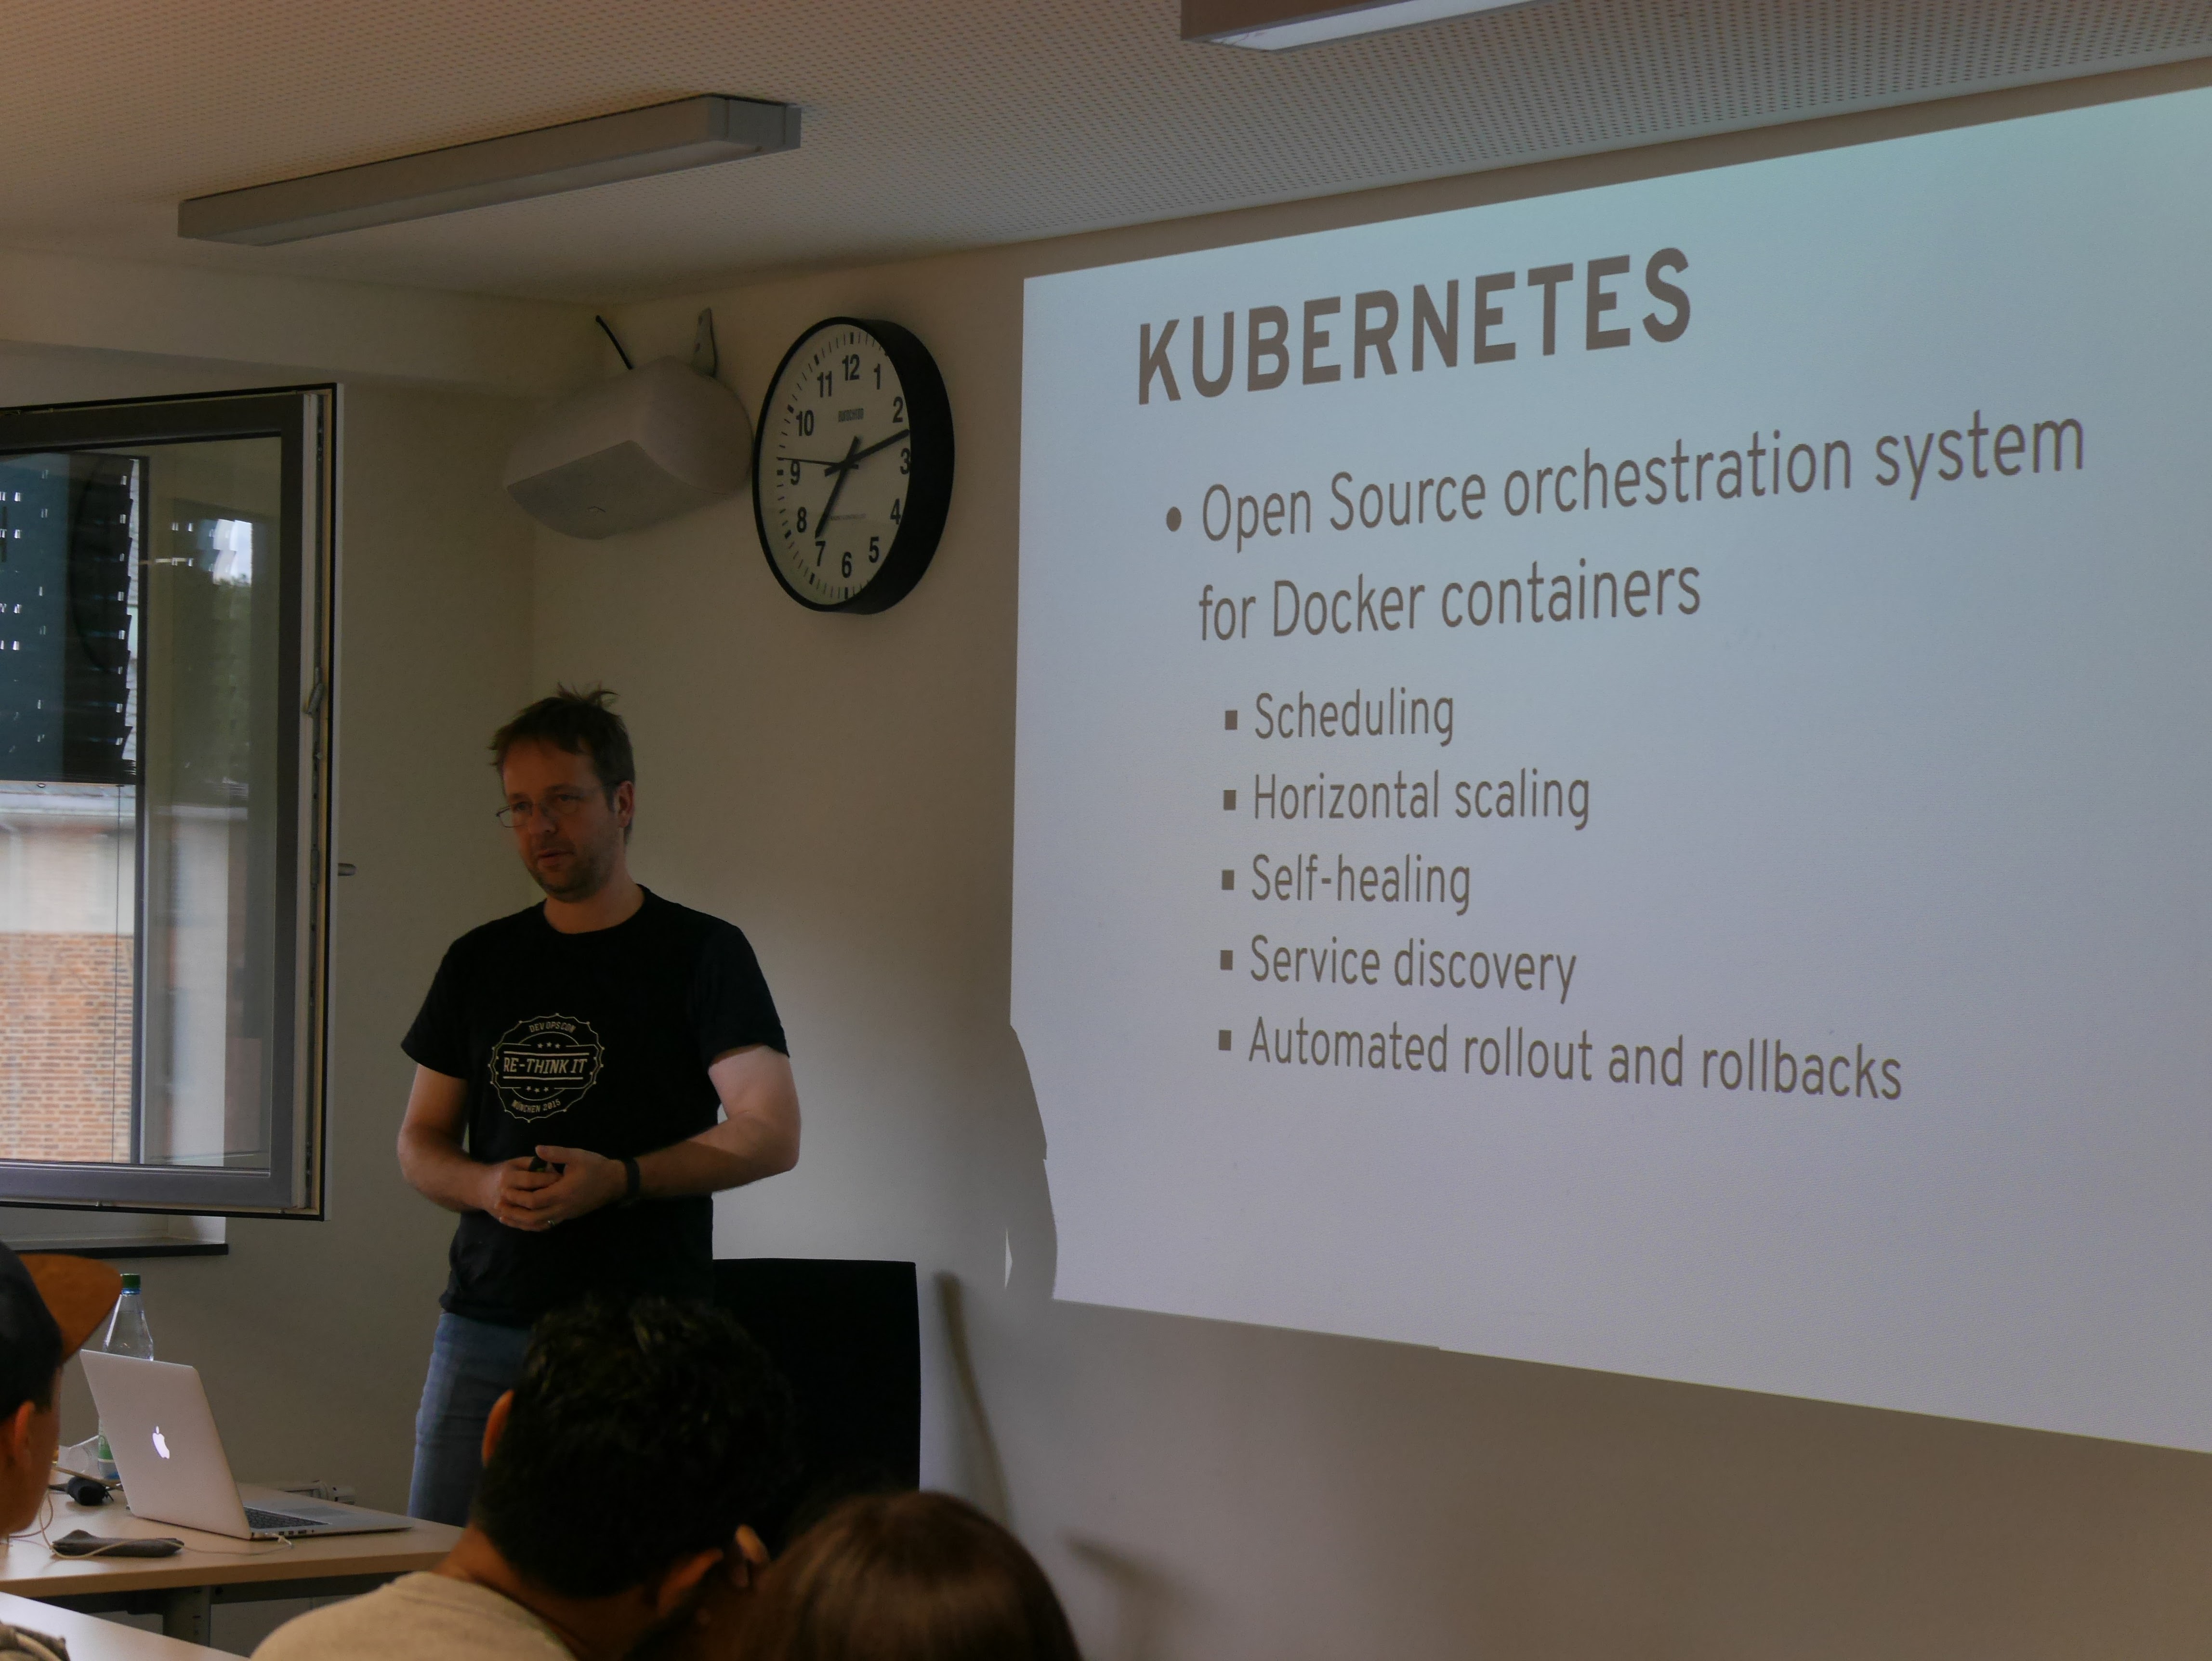 KUBERNETES
• Open Source orchestration system
for Docker containers
▪ Scheduling
▪ Horizontal scaling
▪ Self-healing
▪ Service discovery
▪ Automated rollout and rollbacks
12
11 1
10 2
9 3
8 4
7 5
6
DEVOPSCON
RE-THINK IT
MÜNCHEN 2015